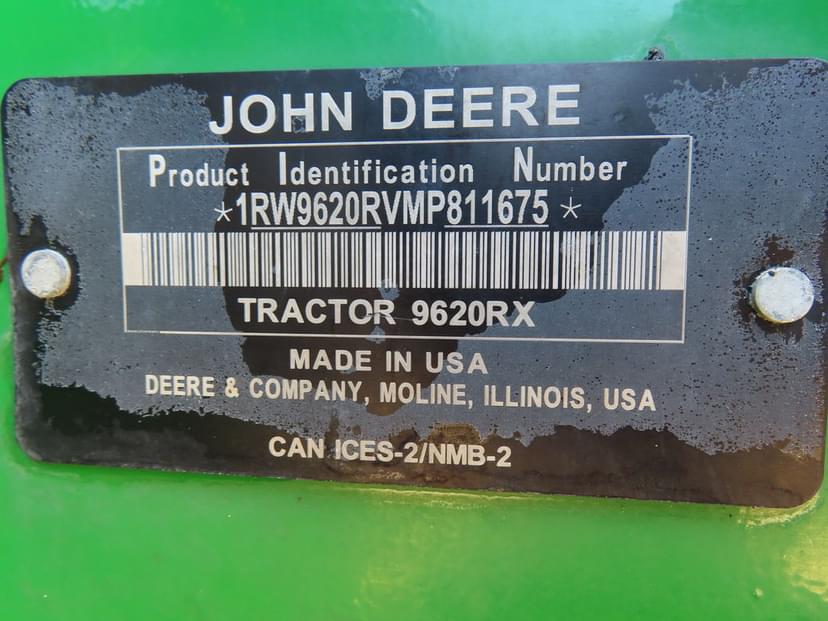 JOHN DEERE
Product Identification Number
*1RW9620RVMP811675*
TRACTOR 9620RX
MADE IN USA
DEERE & COMPANY, MOLINE, ILLINOIS, USA
CAN ICES-2/NMB-2